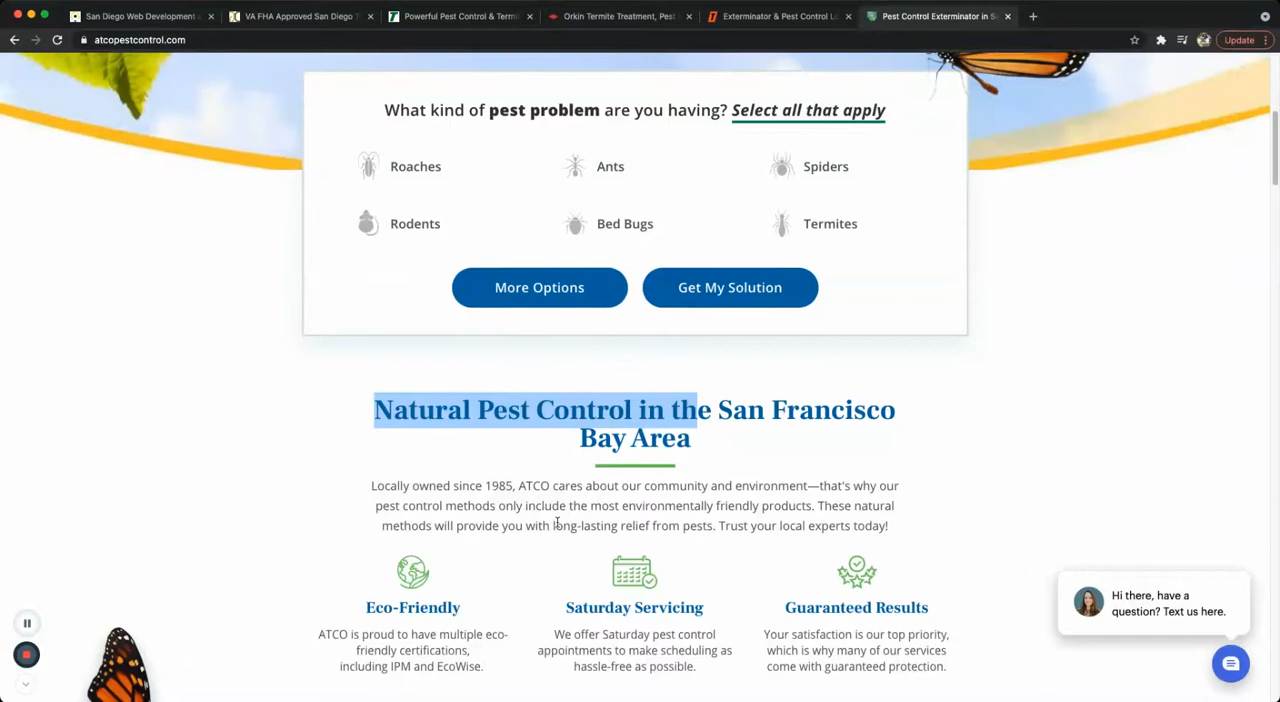 San Diego Web Development a
VA FHA Approved San Diego T
Powerful Pest Control & Termi
Orkin Termite Treatment, Pest
Exterminator & Pest Control Lo
Pest Control Exterminator in S
atcopestcontrol.com
Update
What kind of pest problem are you having? Select all that apply
Roaches
Ants
Spiders
Rodents
Bed Bugs
Termites
More Options
Get My Solution
Natural Pest Control in the San Francisco
Bay Area
Locally owned since 1985, ATCO cares about our community and environment—that's why our
pest control methods only include the most environmentally friendly products. These natural
methods will provide you with long-lasting relief from pests. Trust your local experts today!
Eco-Friendly
ATCO is proud to have multiple eco-
friendly certifications,
including IPM and EcoWise.
Saturday Servicing
We offer Saturday pest control
appointments to make scheduling as
hassle-free as possible.
Guaranteed Results
Your satisfaction is our top priority,
which is why many of our services
come with guaranteed protection.
Hi there, have a
question? Text us here.